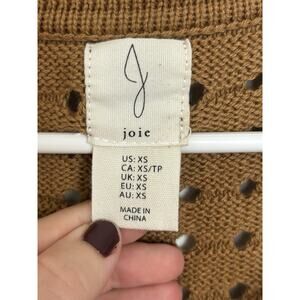 joie
US: XS
CA: XS/TP
UK: XS
EU: XS
AU: XS
MADE IN
CHINA